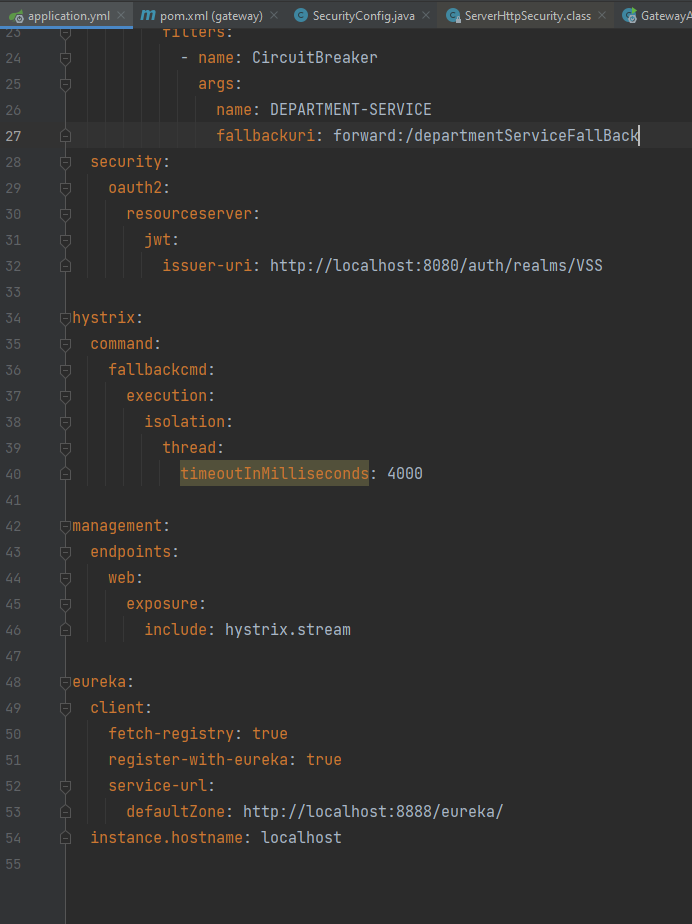 application.yml
pom.xml (gateway)
SecurityConfig.java
ServerHttpSecurity.class
GatewayA
23 filters:
24 - name: CircuitBreaker
25 args:
26 name: DEPARTMENT-SERVICE
27 fallbackuri: forward:/departmentServiceFallBack
28 security:
29 oauth2:
30 resourceserver:
31 jwt:
32 issuer-uri: http://localhost:8080/auth/realms/VSS
33
34 hystrix:
35 command:
36 fallbackcmd:
37 execution:
38 isolation:
39 thread:
40 timeoutInMilliseconds: 4000
41
42 management:
43 endpoints:
44 web:
45 exposure:
46 include: hystrix.stream
47
48 eureka:
49 client:
50 fetch-registry: true
51 register-with-eureka: true
52 service-url:
53 defaultZone: http://localhost:8888/eureka/
54 instance.hostname: localhost
55